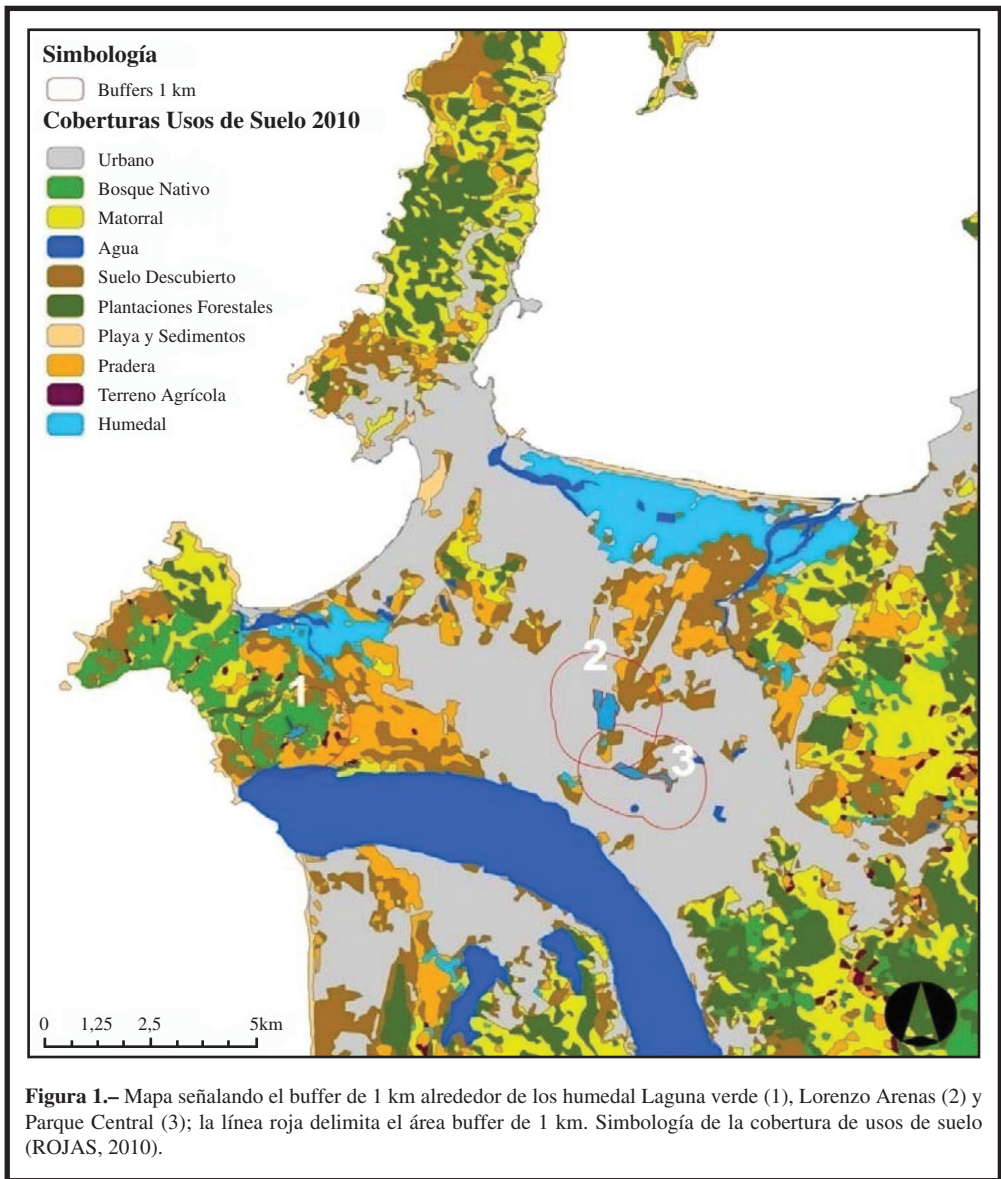 Simbología
Buffers 1 km
Coberturas Usos de Suelo 2010
Urbano
Bosque Nativo
Matorral
Agua
Suelo Descubierto
Plantaciones Forestales
Playa y Sedimentos
Pradera
Terreno Agrícola
Humedal
1
2
3
0 1,25 2,5 5km
Figura 1.– Mapa señalando el buffer de 1 km alrededor de los humedal Laguna verde (1), Lorenzo Arenas (2) y
Parque Central (3); la línea roja delimita el área buffer de 1 km. Simbología de la cobertura de usos de suelo
(ROJAS, 2010).